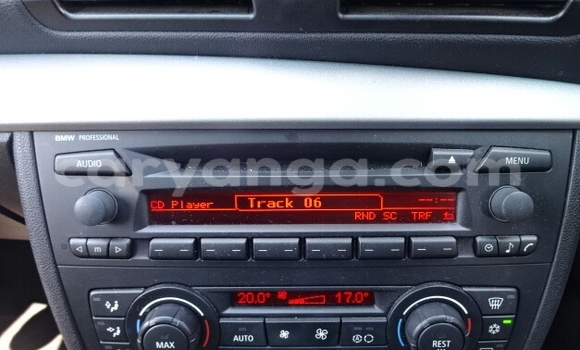 BMW PROFESSIONAL
AUDIO
MENU
caryanga.com
CD Player
Track 06
--:--
RND SC TRF
m
20.0°
17.0°
MAX
AUTO
REST